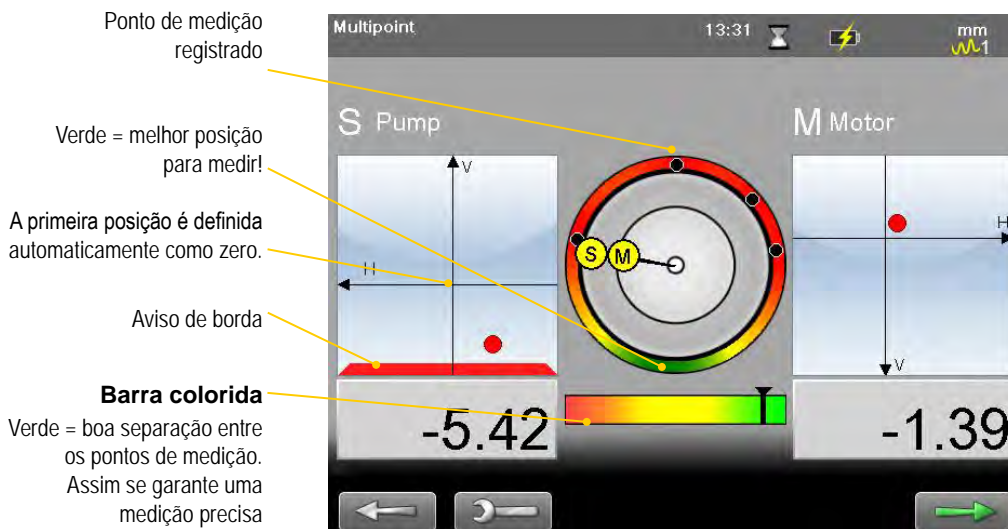 Ponto de medição
registrado
Verde = melhor posição
para medir!
A primeira posição é definida
automaticamente como zero.
Aviso de borda
Barra colorida
Verde = boa separação entre
os pontos de medição.
Assim se garante uma
medição precisa
Multipoint
13:31
mm
1
S Pump
M Motor
V
H
S
M
H
V
-5.42
-1.39